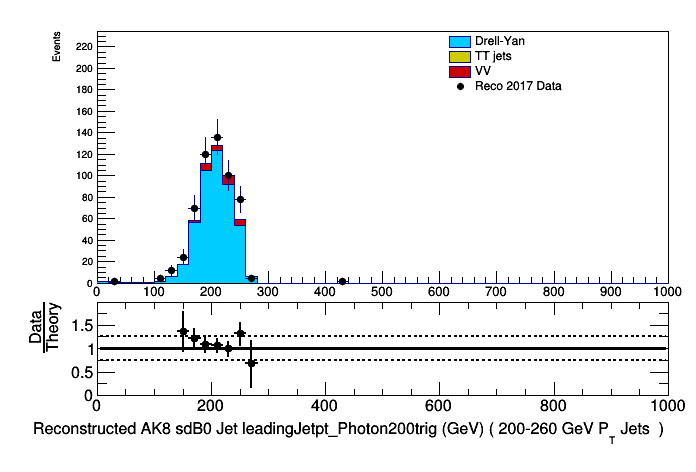 Events
220
200
180
160
140
120
100
80
60
40
20
0
0 100 200 300 400 500 600 700 800 900 1000
Drell-Yan
TT jets
VV
Reco 2017 Data
Data
Theory
1.5
1
0.5
0
0 200 400 600 800 1000
Reconstructed AK8 sdB0 Jet leadingJetpt_Photon200trig (GeV) ( 200-260 GeV P_T Jets )